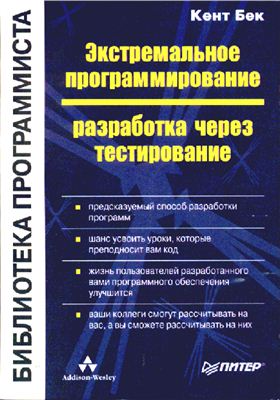 БИБЛИОТЕКА ПРОГРАММИСТА
Кент Бек
Экстремальное
программирование
разработка через
тестирование
предсказуемый способ разработки
программ
шанс усвоить уроки, которые
преподносит вам код
жизнь пользователей разработанного
вами программного обеспечения
улучшится
ваши коллеги смогут рассчитывать на
вас, а вы сможете рассчитывать на них
Addison-Wesley
ПИТЕР